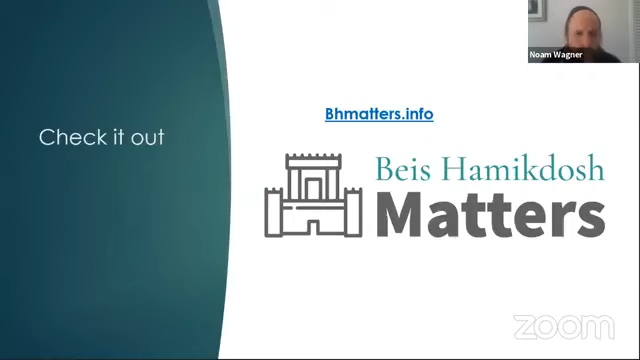 Noam Wagner
Bhmatters.info
Check it out
Beis Hamikdosh
Matters
zoom